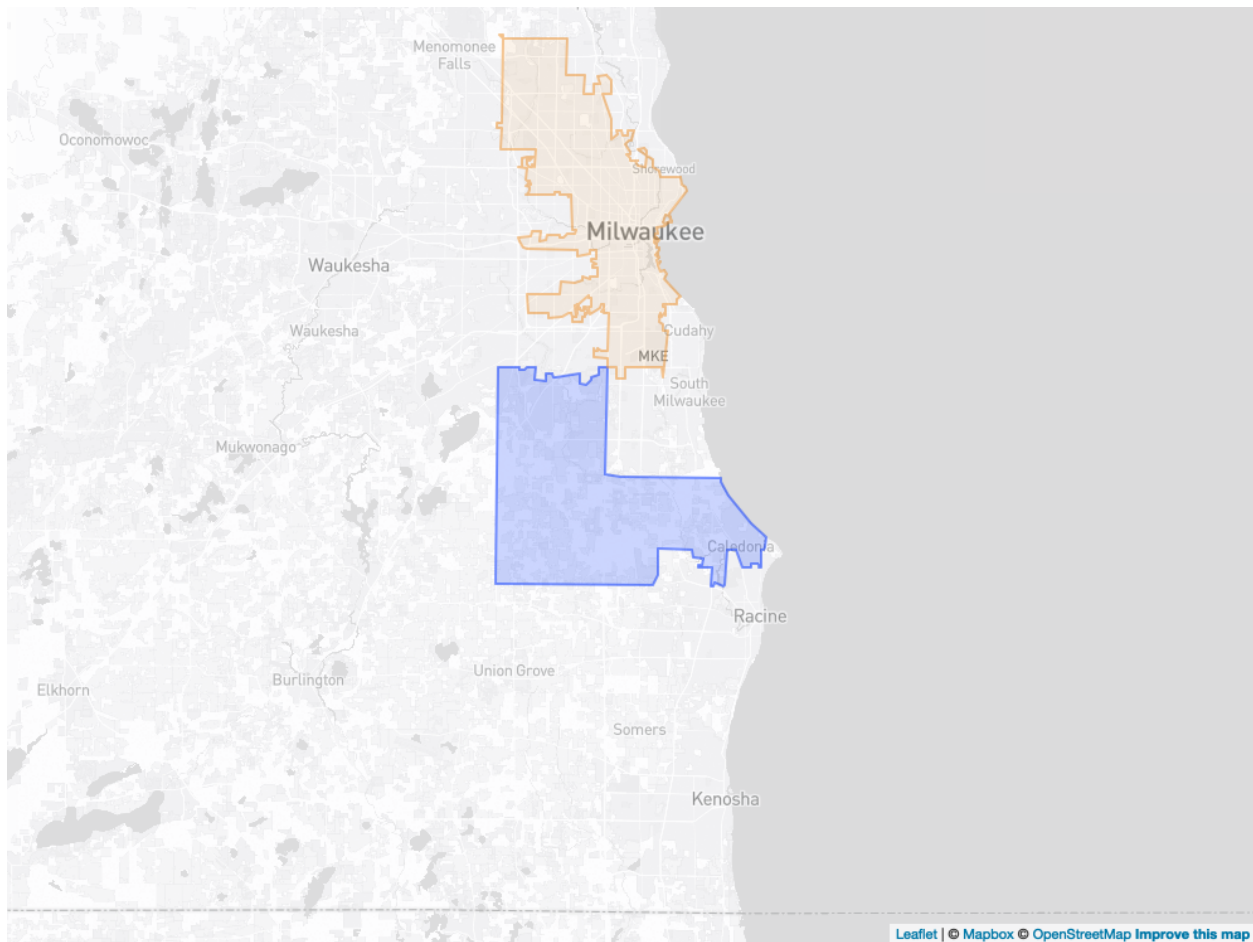 Menomonee
Falls
Oconomowoc
Shorewood
Milwaukee
Waukesha
Waukesha
Cudahy
MKE
South
Milwaukee
Mukwonago
Caledonia
Racine
Union Grove
Burlington
Elkhorn
Somers
Kenosha
Leaflet | © Mapbox © OpenStreetMap Improve this map